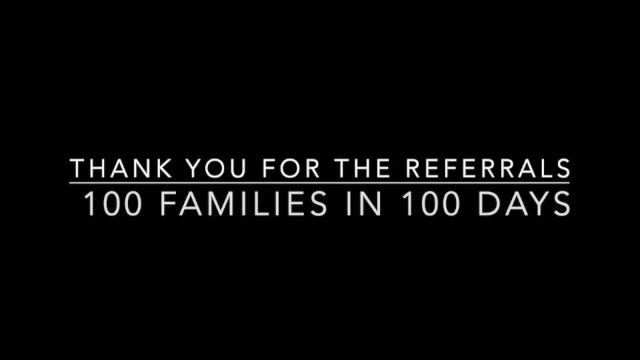 THANK YOU FOR THE REFERRALS
100 FAMILIES IN 100 DAYS